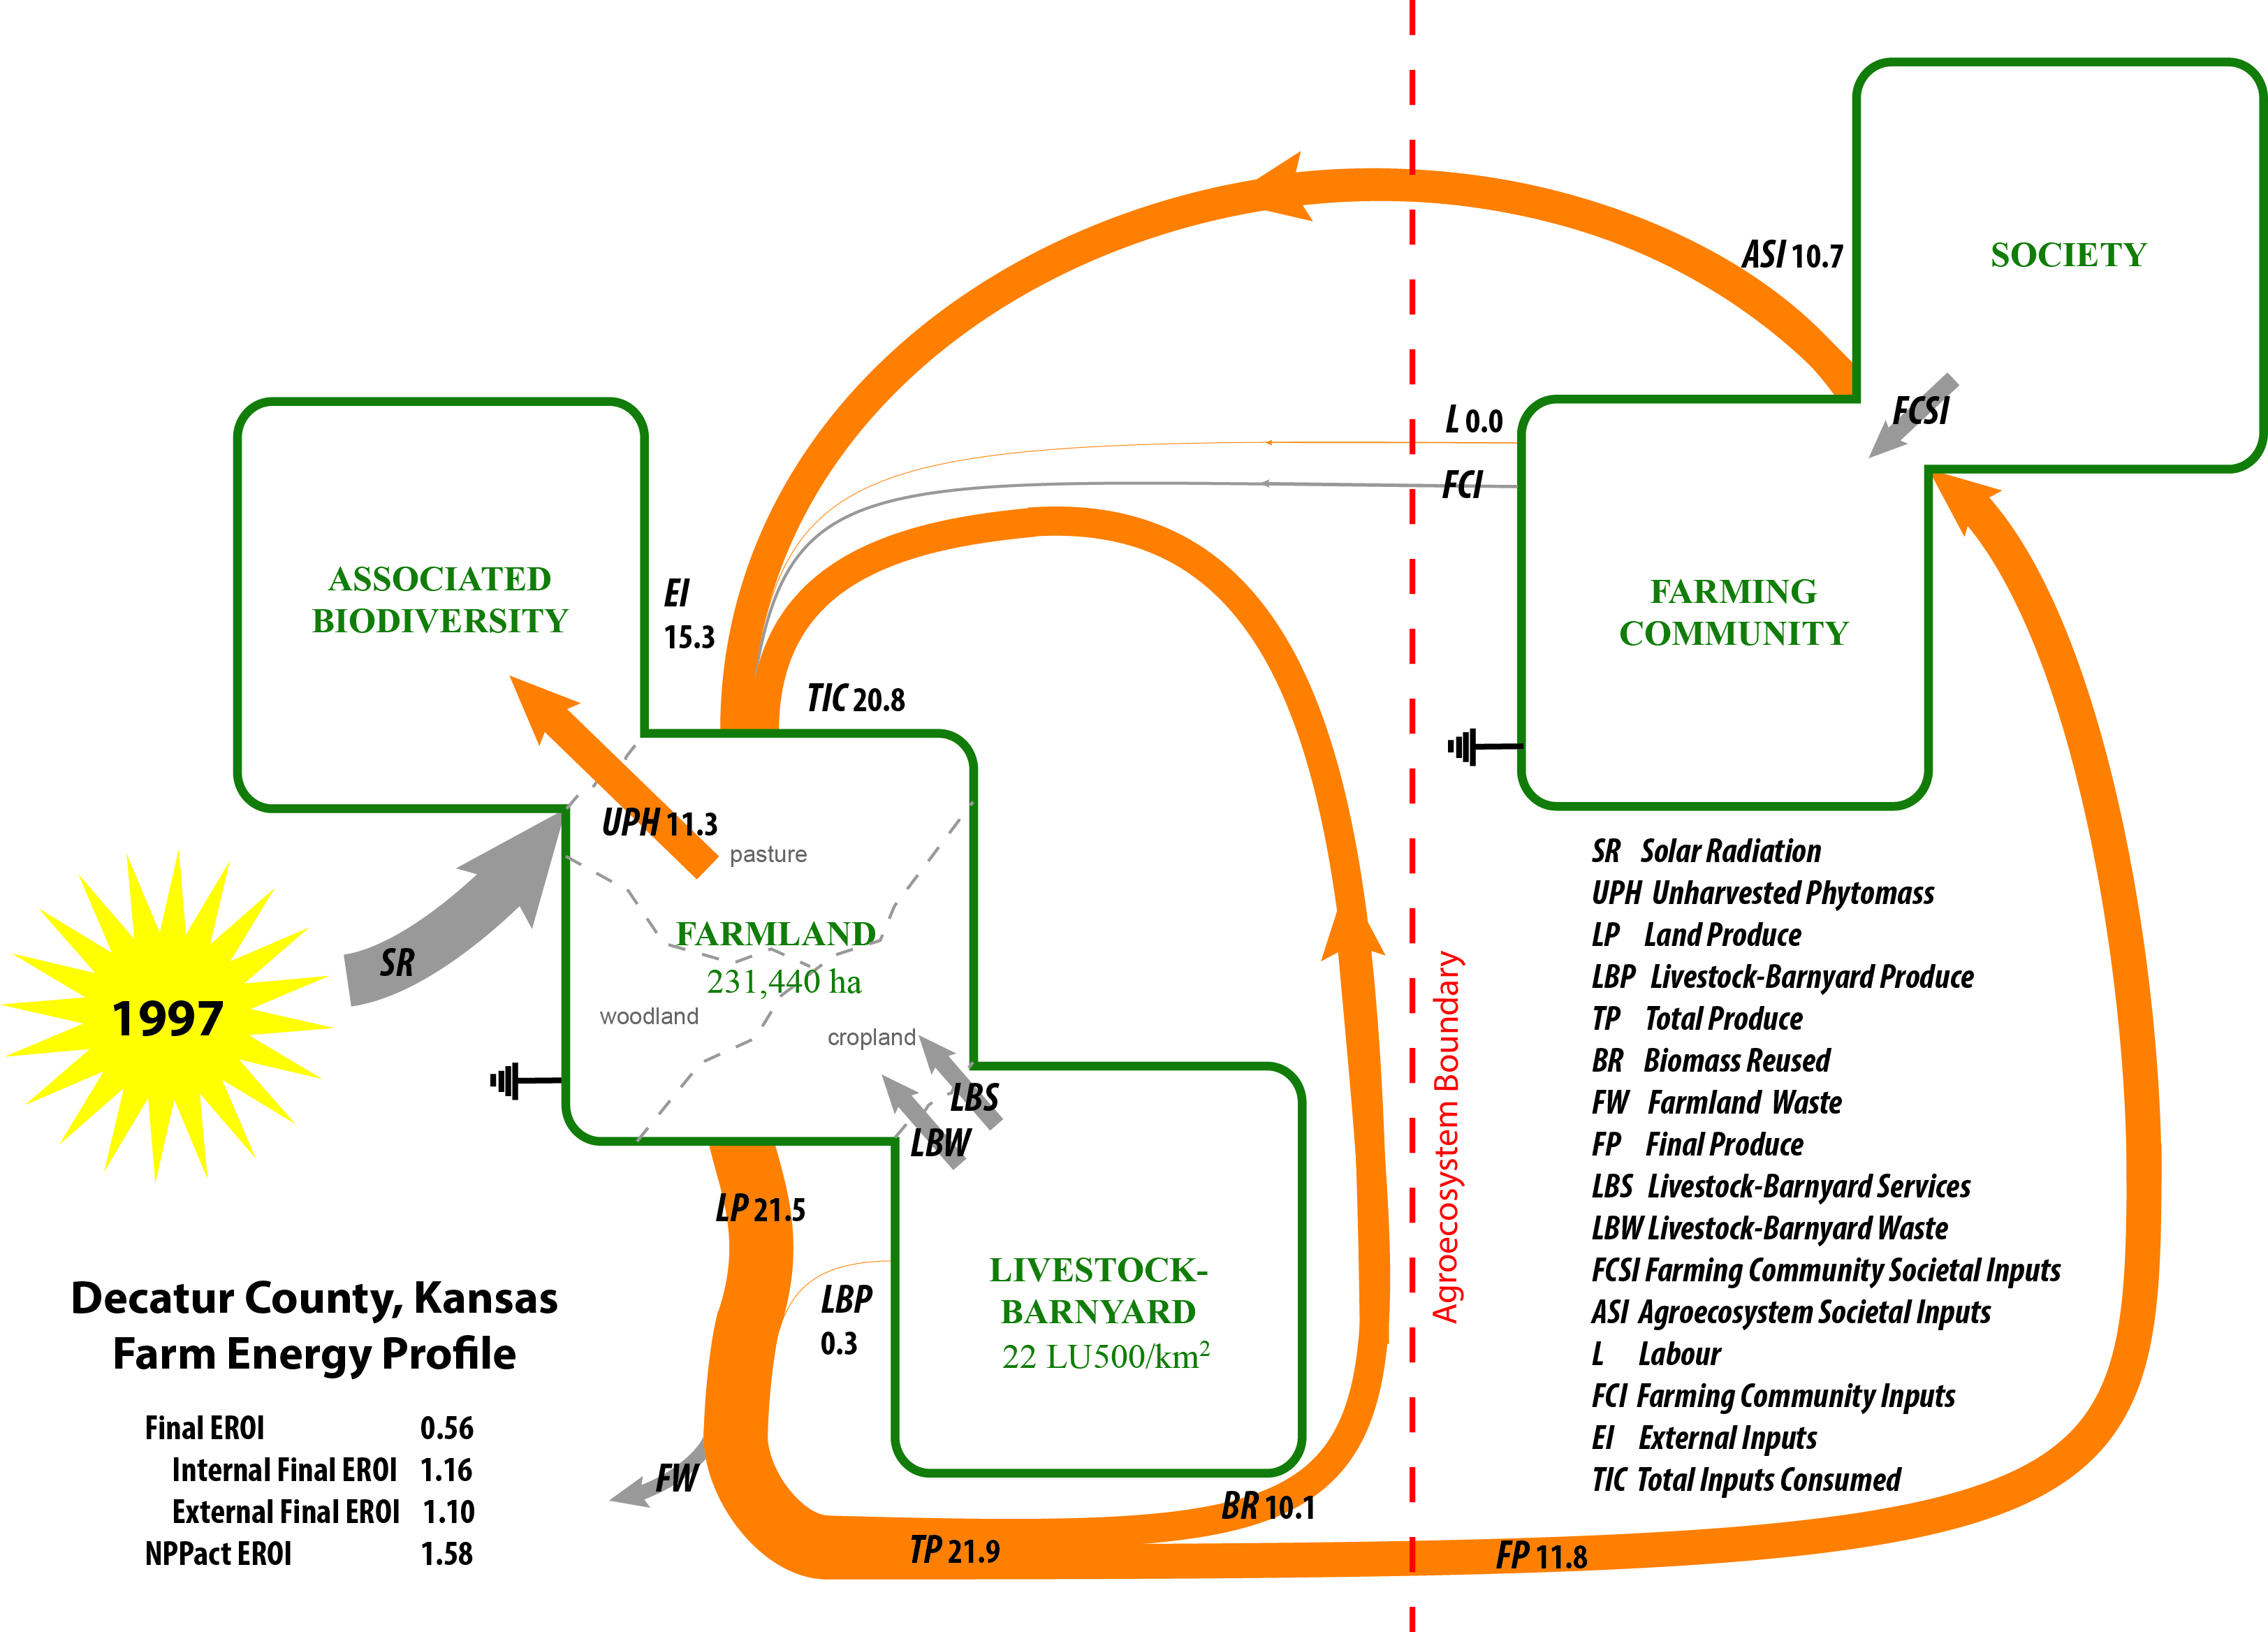 SOCIETY
ASI 10.7
FCSI
L 0.0
FCI
ASSOCIATED
BIODIVERSITY
EI
15.3
FARMING
COMMUNITY
TIC 20.8
UPH 11.3
pasture
FARMLAND
231,440 ha
woodland
cropland
SR
1997
LBS
LBW
Agroecosystem Boundary
LP 21.5
LBP
0.3
LIVESTOCK-
BARNYARD
22 LU500/km²
FW
BR 10.1
TP 21.9
FP 11.8
Decatur County, Kansas
Farm Energy Profile
Final EROI 0.56
Internal Final EROI 1.16
External Final EROI 1.10
NPPact EROI 1.58
SR Solar Radiation
UPH Unharvested Phytomass
LP Land Produce
LBP Livestock-Barnyard Produce
TP Total Produce
BR Biomass Reused
FW Farmland Waste
FP Final Produce
LBS Livestock-Barnyard Services
LBW Livestock-Barnyard Waste
FCSI Farming Community Societal Inputs
ASI Agroecosystem Societal Inputs
L Labour
FCI Farming Community Inputs
EI External Inputs
TIC Total Inputs Consumed